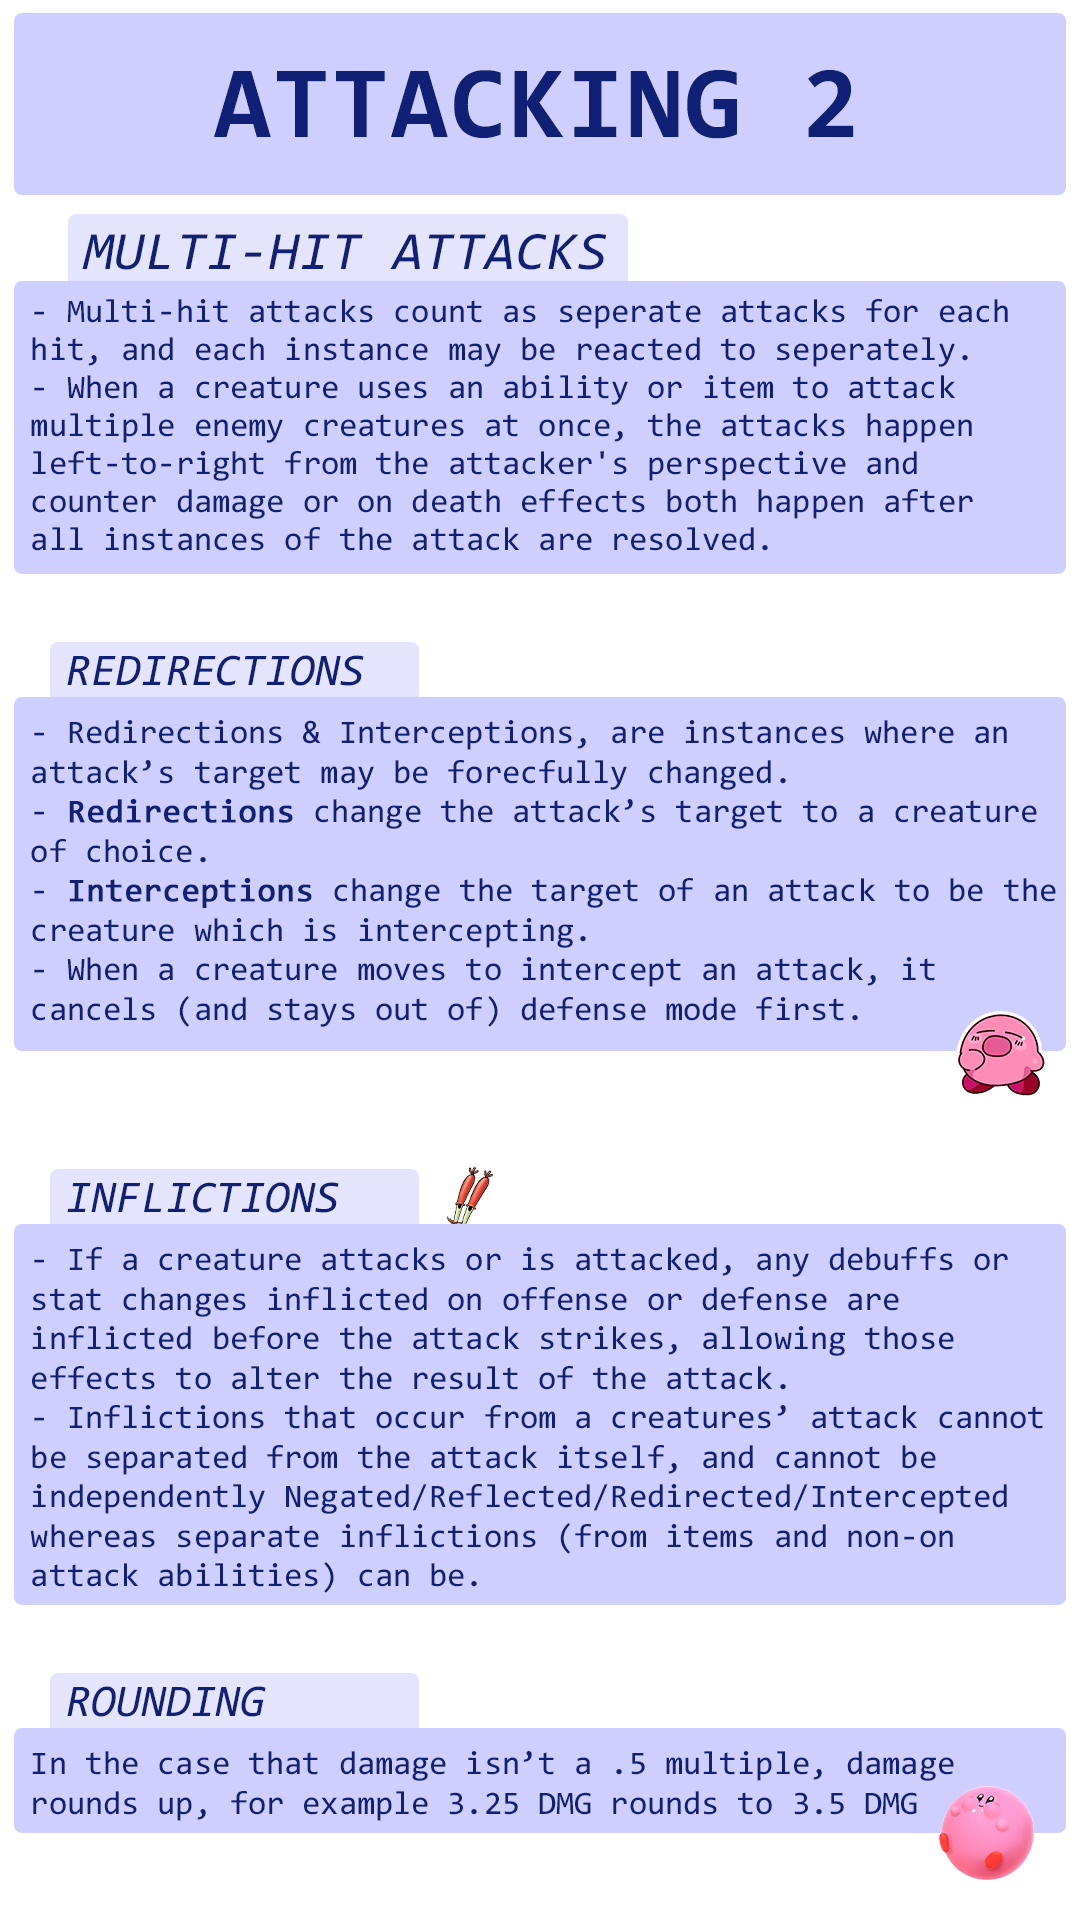 ATTACKING 2
MULTI-HIT ATTACKS
- Multi-hit attacks count as seperate attacks for each
hit, and each instance may be reacted to seperately.
- When a creature uses an ability or item to attack
multiple enemy creatures at once, the attacks happen
left-to-right from the attacker's perspective and
counter damage or on death effects both happen after
all instances of the attack are resolved.
REDIRECTIONS
- Redirections & Interceptions, are instances where an
attack’s target may be forecfully changed.
- Redirections change the attack’s target to a creature
of choice.
- Interceptions change the target of an attack to be the
creature which is intercepting.
- When a creature moves to intercept an attack, it
cancels (and stays out of) defense mode first.
INFLICTIONS
- If a creature attacks or is attacked, any debuffs or
stat changes inflicted on offense or defense are
inflicted before the attack strikes, allowing those
effects to alter the result of the attack.
- Inflictions that occur from a creatures’ attack cannot
be separated from the attack itself, and cannot be
independently Negated/Reflected/Redirected/Intercepted
whereas separate inflictions (from items and non-on
attack abilities) can be.
ROUNDING
In the case that damage isn’t a .5 multiple, damage
rounds up, for example 3.25 DMG rounds to 3.5 DMG